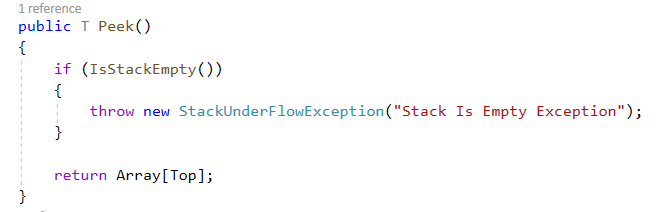 1 reference
public T Peek()
{
    if (IsStackEmpty())
    {
        throw new StackUnderFlowException("Stack Is Empty Exception");
    }

    return Array[Top];
}